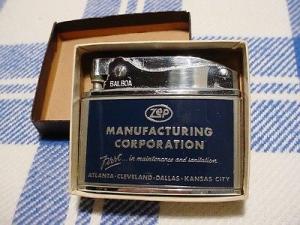 BALBOA
Zep
MANUFACTURING
CORPORATION
First... in maintenance and sanitation
ATLANTA-CLEVELAND-DALLAS-KANSAS CITY